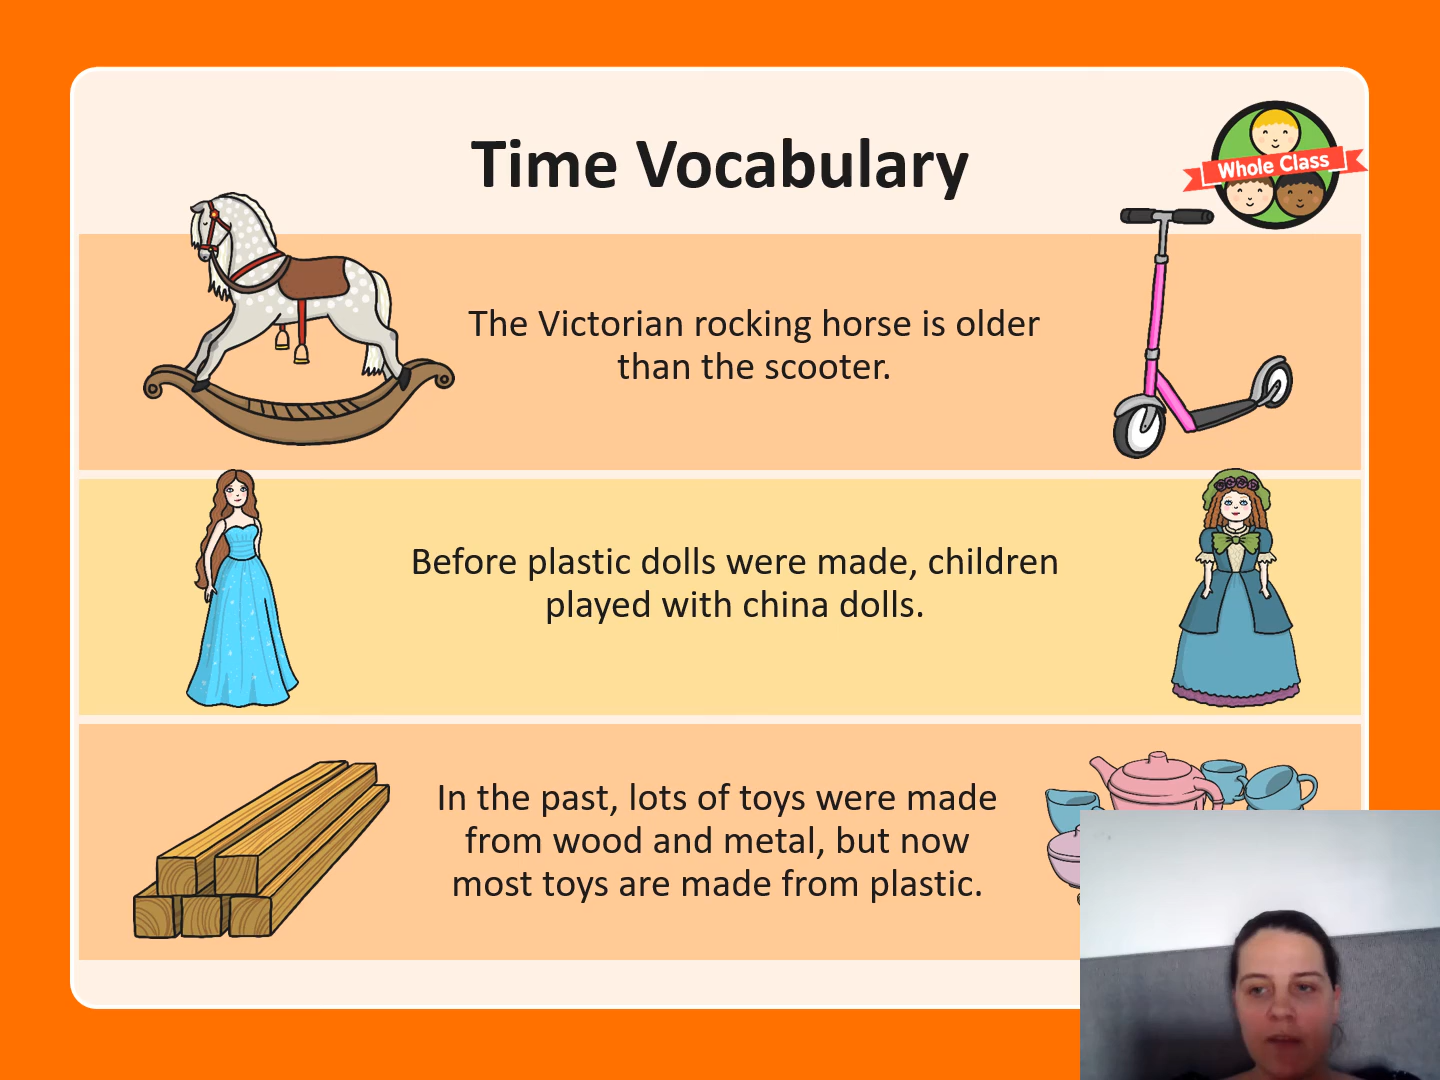 Time Vocabulary
Whole Class
The Victorian rocking horse is older
than the scooter.
Before plastic dolls were made, children
played with china dolls.
In the past, lots of toys were made
from wood and metal, but now
most toys are made from plastic.